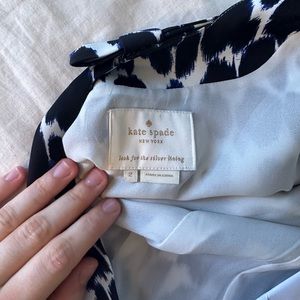 kate spade
NEW YORK
look for the silver lining
2